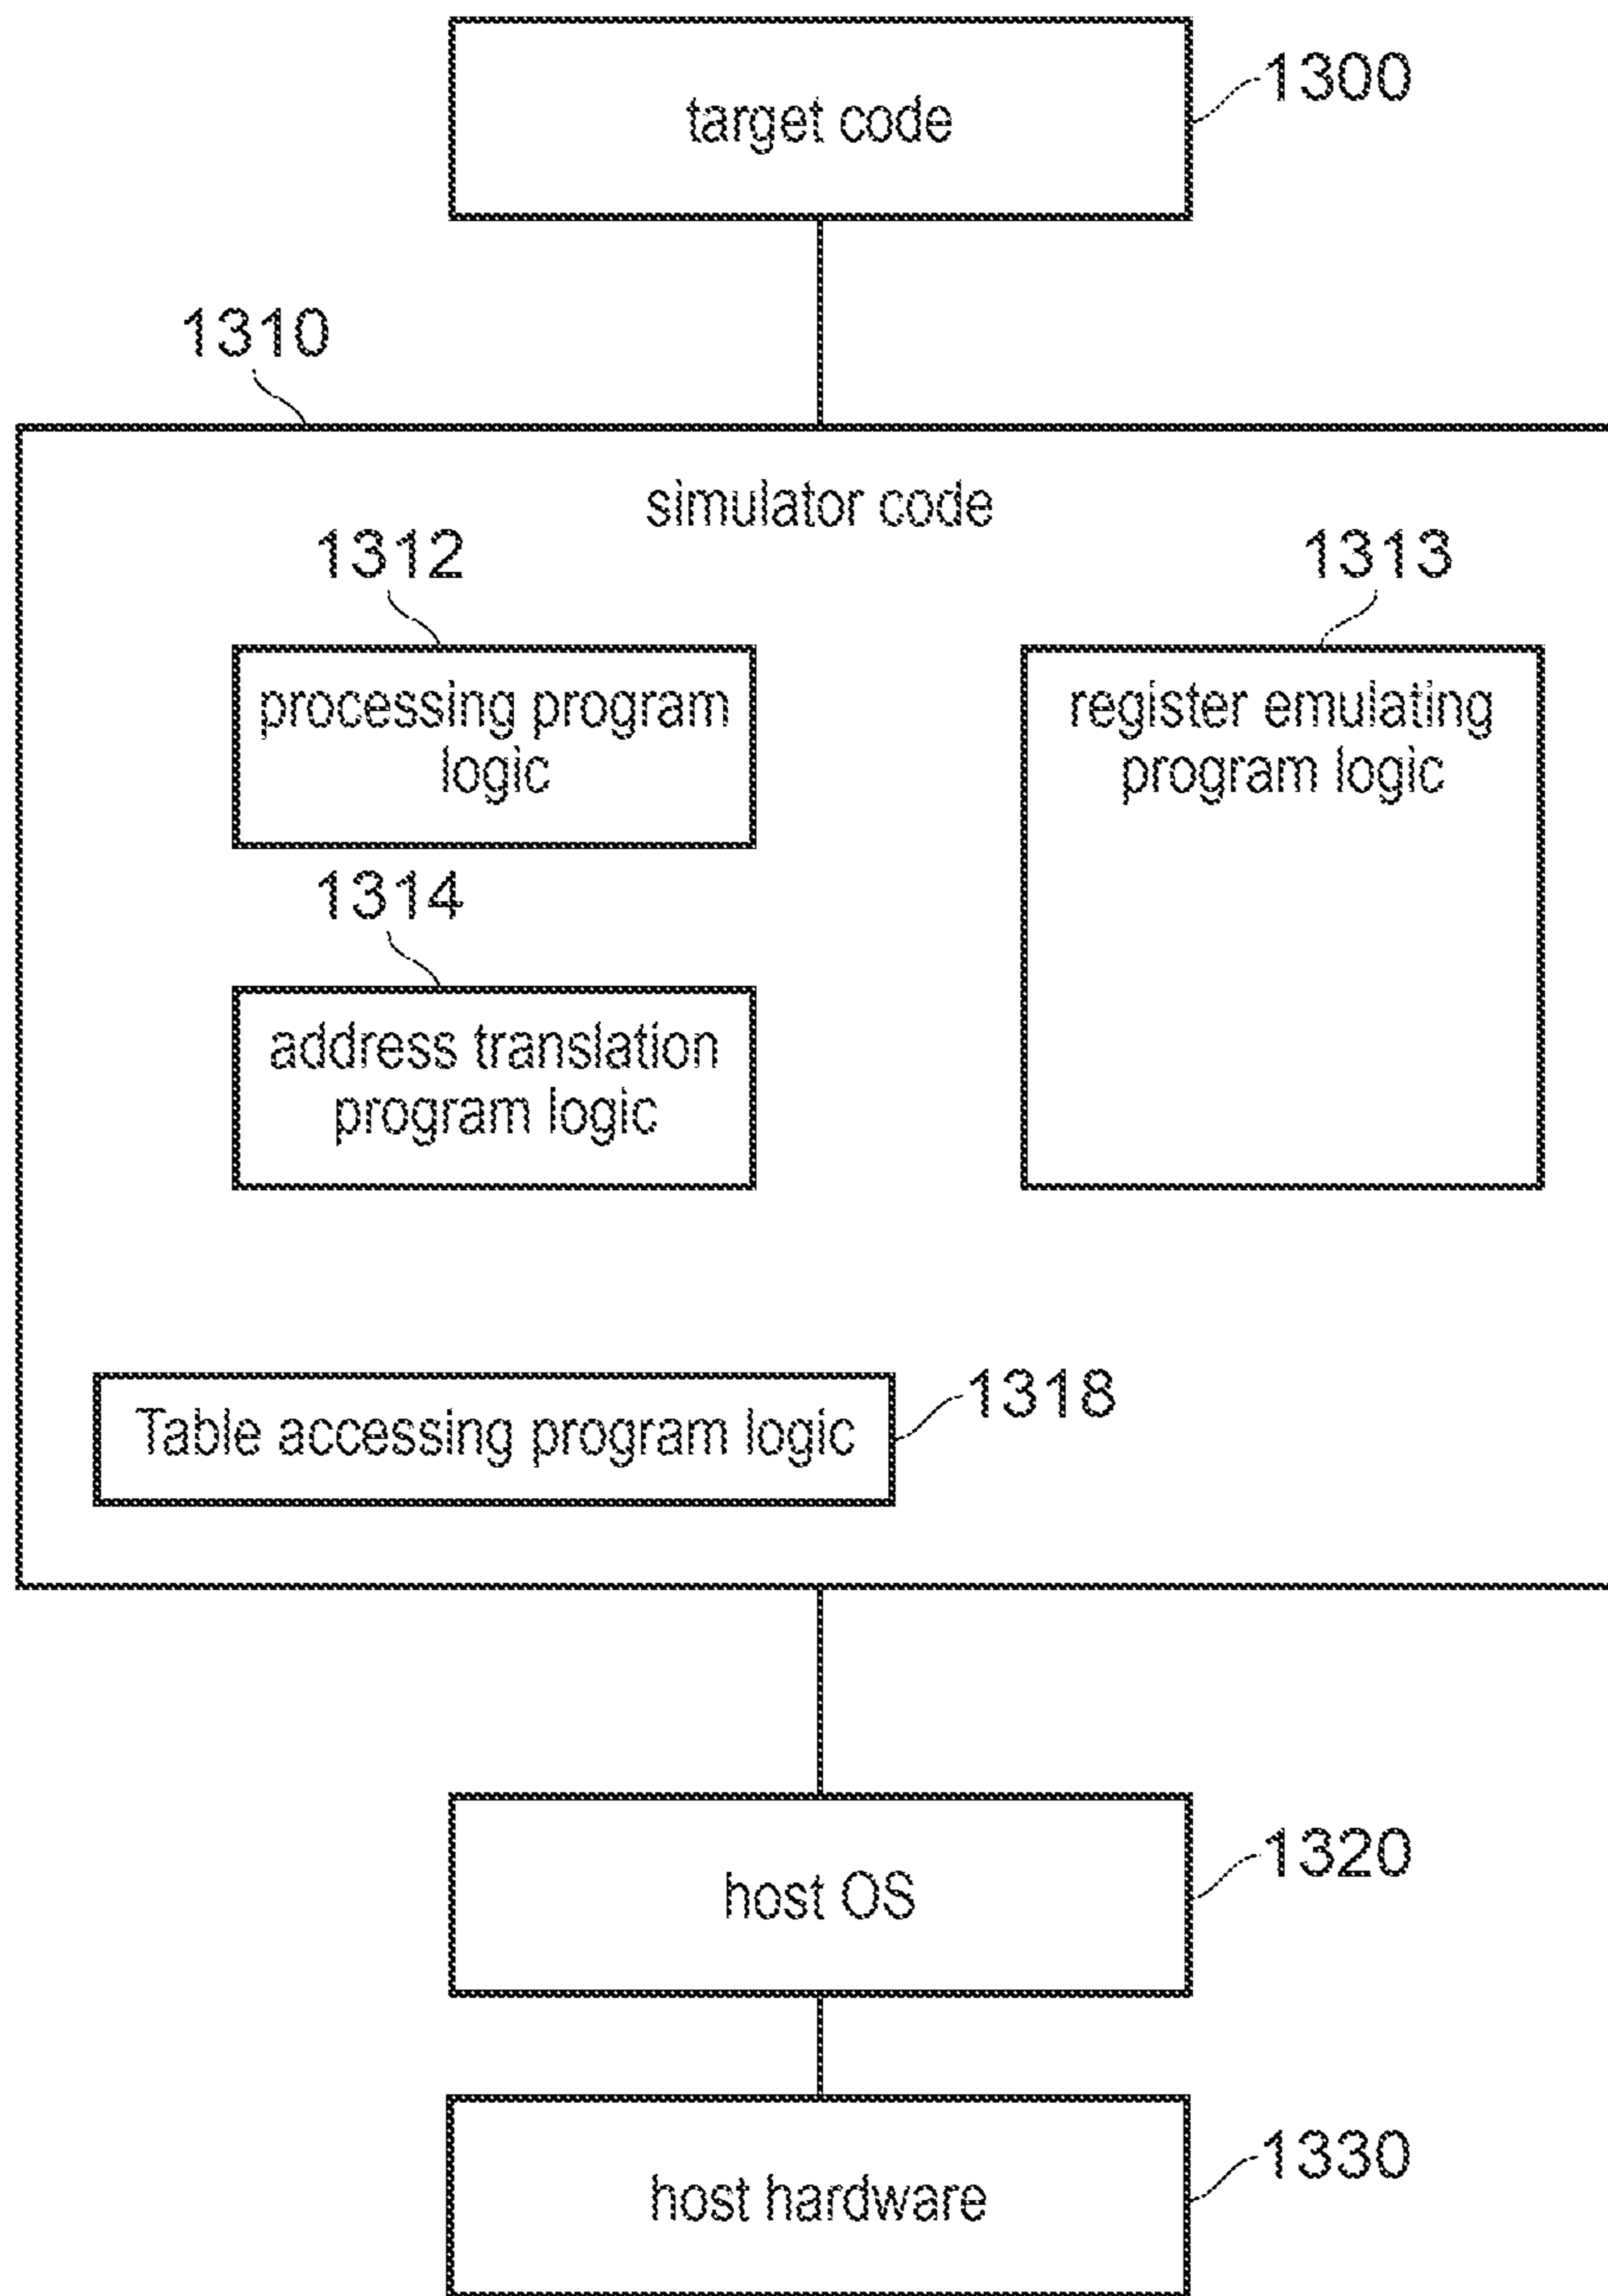 target code
1300
1310
simulator code
1312
1313
processing program
logic
register emulating
program logic
1314
address translation
program logic
Table accessing program logic
1318
host OS
1320
host hardware
1330